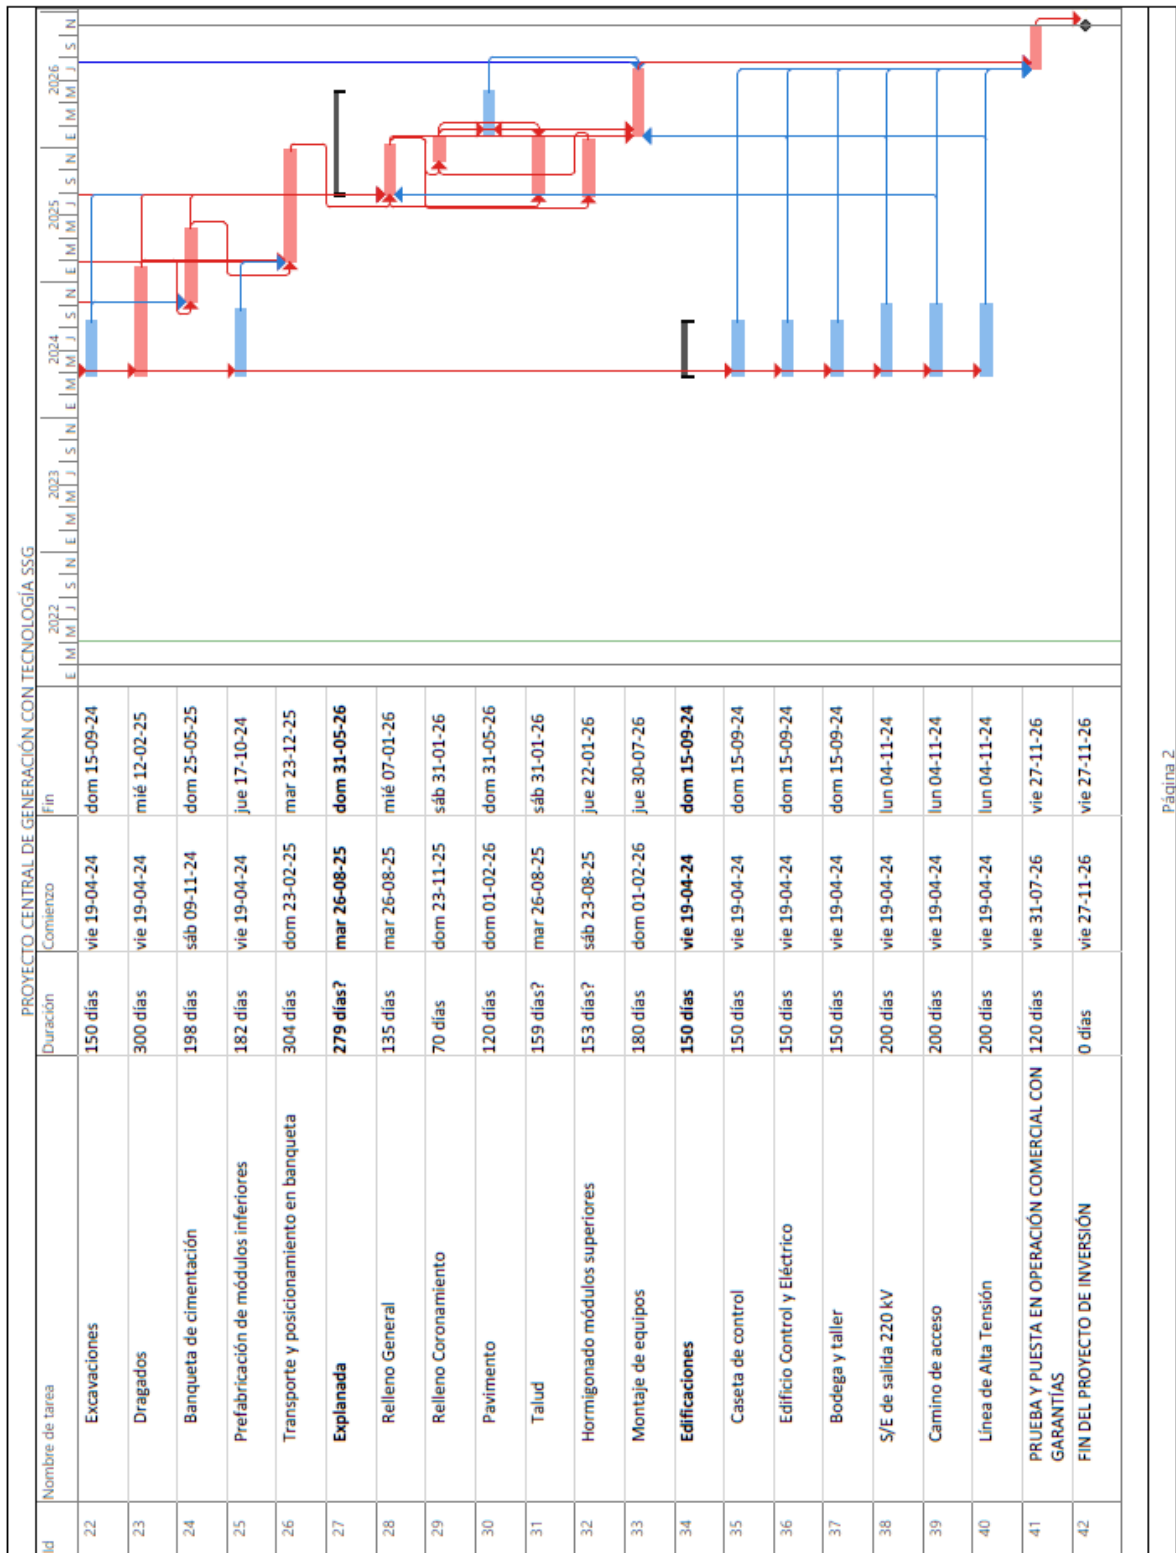 PROYECTO CENTRAL DE GENERACIÓN CON TECNOLOGÍA SSG
Id Nombre de tarea Duración Comienzo Fin 2022 2023 2024 2025 2026
E M M J S N E M M J S N E M M J S N E M M J S N E M M J S N
22 Excavaciones 150 días vie 19-04-24 dom 15-09-24
23 Dragados 300 días vie 19-04-24 mié 12-02-25
24 Banqueta de cimentación 198 días sáb 09-11-24 dom 25-05-25
25 Prefabricación de módulos inferiores 182 días vie 19-04-24 jue 17-10-24
26 Transporte y posicionamiento en banqueta 304 días dom 23-02-25 mar 23-12-25
27 Explanada 279 días? mar 26-08-25 dom 31-05-26
28 Relleno General 135 días mar 26-08-25 mié 07-01-26
29 Relleno Coronamiento 70 días dom 23-11-25 sáb 31-01-26
30 Pavimento 120 días dom 01-02-26 dom 31-05-26
31 Talud 159 días? mar 26-08-25 sáb 31-01-26
32 Hormigonado módulos superiores 153 días? sáb 23-08-25 jue 22-01-26
33 Montaje de equipos 180 días dom 01-02-26 jue 30-07-26
34 Edificaciones 150 días vie 19-04-24 dom 15-09-24
35 Caseta de control 150 días vie 19-04-24 dom 15-09-24
36 Edificio Control y Eléctrico 150 días vie 19-04-24 dom 15-09-24
37 Bodega y taller 150 días vie 19-04-24 dom 15-09-24
38 S/E de salida 220 kV 200 días vie 19-04-24 lun 04-11-24
39 Camino de acceso 200 días vie 19-04-24 lun 04-11-24
40 Línea de Alta Tensión 200 días vie 19-04-24 lun 04-11-24
41 PRUEBA Y PUESTA EN OPERACIÓN COMERCIAL CON 120 días vie 31-07-26 vie 27-11-26
GARANTÍAS
42 FIN DEL PROYECTO DE INVERSIÓN 0 días vie 27-11-26 vie 27-11-26
Página 2